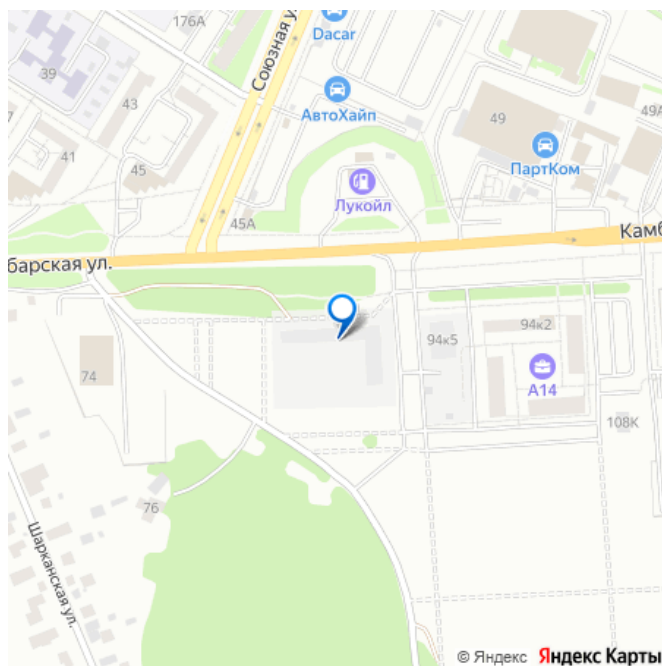 176А
Союзная ул
Dacar
39
43
АвтоХайп
49
49А
41
45
ПартКом
Лукойл
45А
Камб
барская ул.
94к5
94к2
74
А14
108К
76
Шарканская ул.
© Яндекс Яндекс Карты